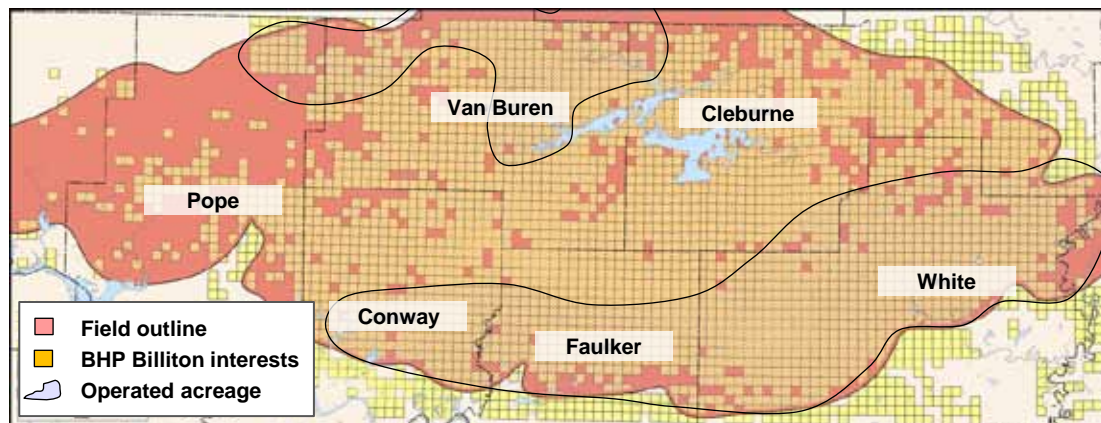 Van Buren
Cleburne
Pope
White
Conway
Faulker
Field outline
BHP Billiton interests
Operated acreage